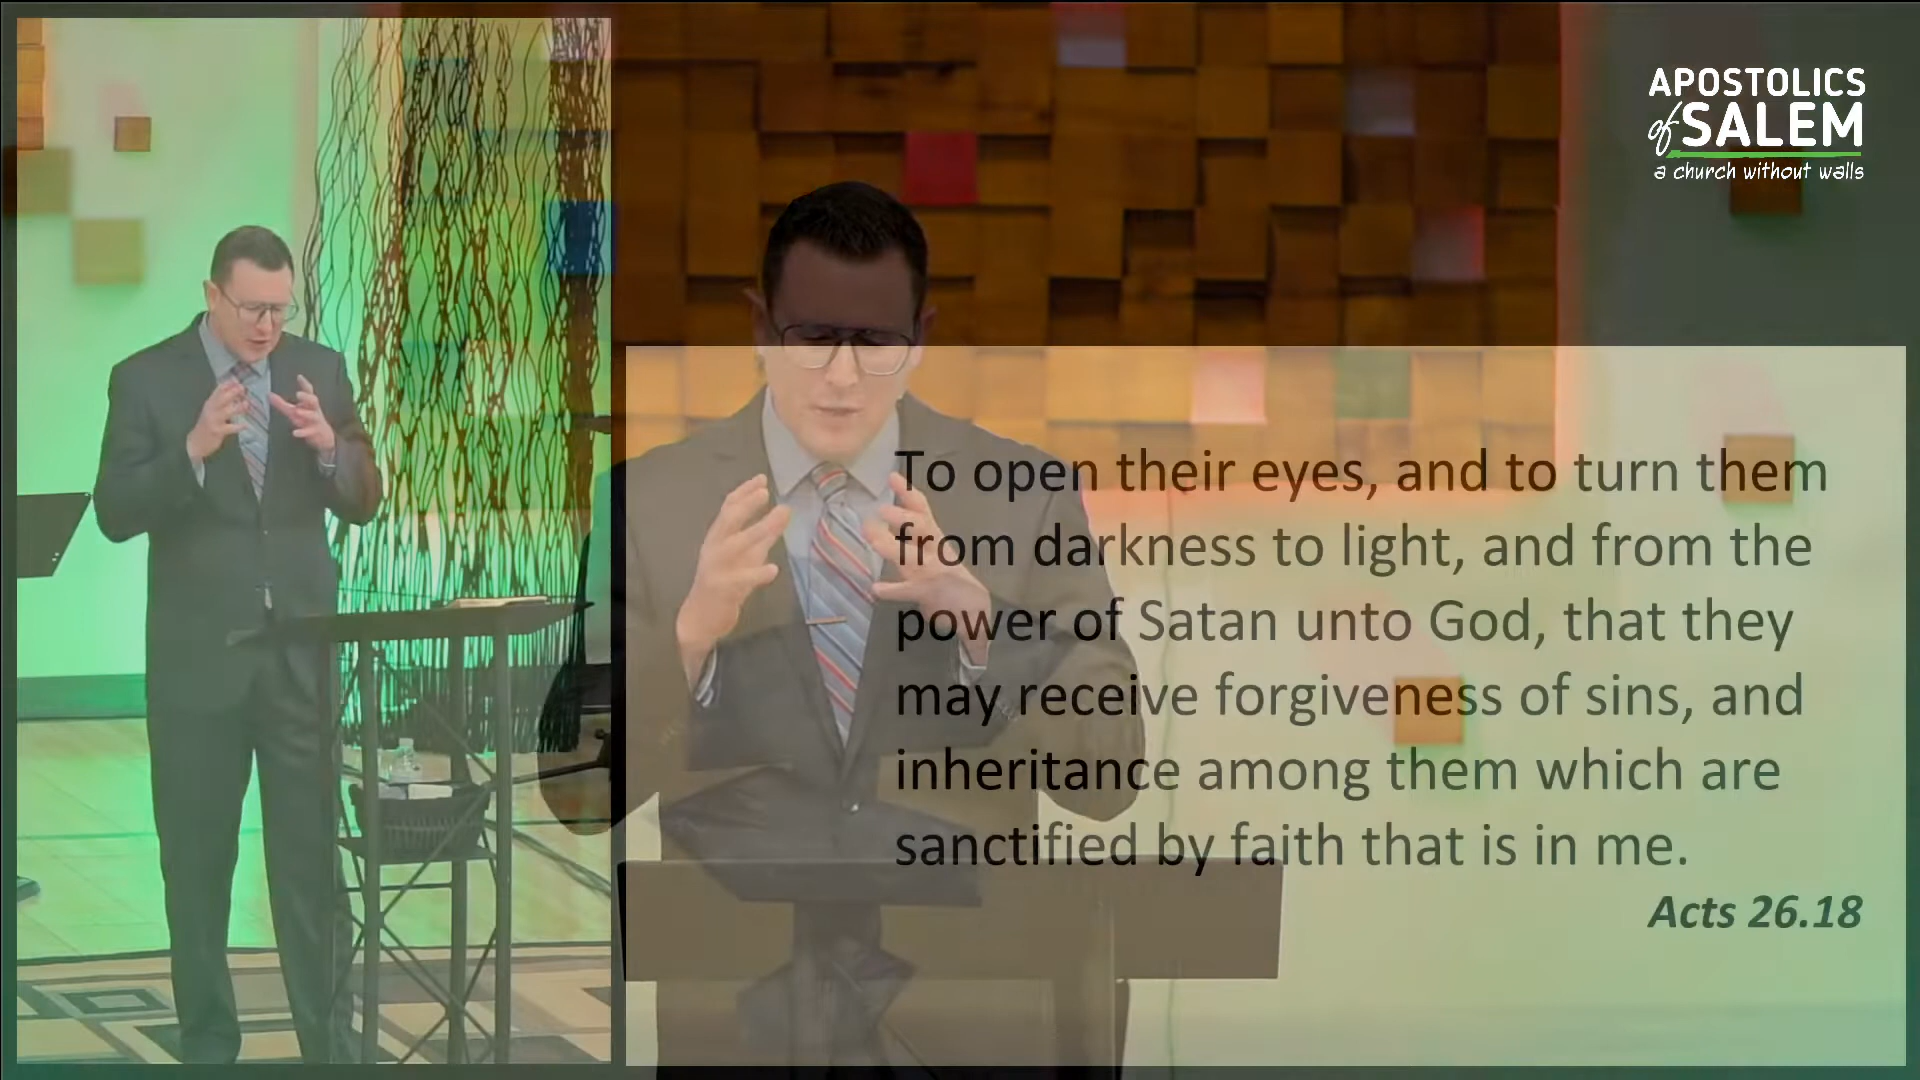 APOSTOLICS
of SALEM
a church without walls
To open their eyes, and to turn them
from darkness to light, and from the
power of Satan unto God, that they
may receive forgiveness of sins, and
inheritance among them which are
sanctified by faith that is in me.
Acts 26.18